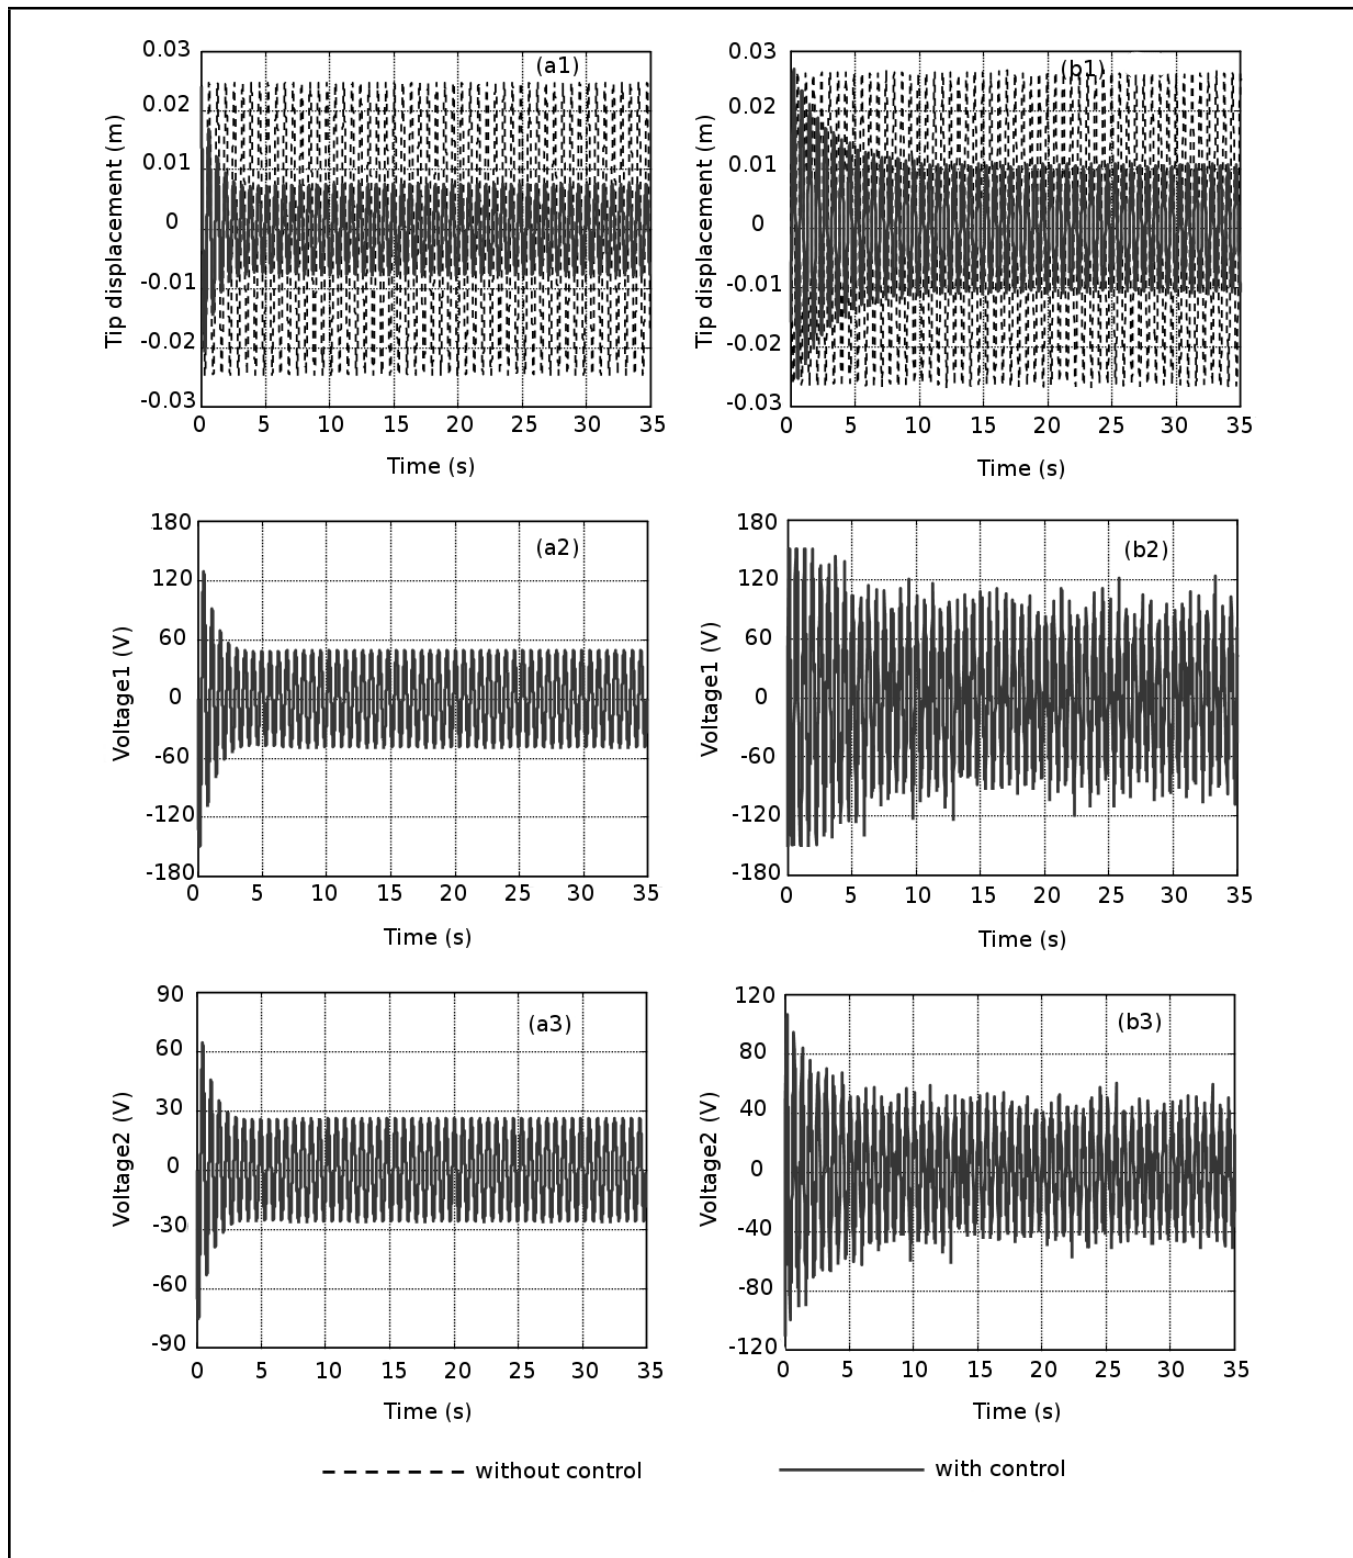 0.03
0.02
0.01
0
-0.01
-0.02
-0.03
Tip displacement (m)
(a1)
0 5 10 15 20 25 30 35
Time (s)
0.03
0.02
0.01
0
-0.01
-0.02
-0.03
Tip displacement (m)
(b1)
0 5 10 15 20 25 30 35
Time (s)
180
120
60
0
-60
-120
-180
Voltage1 (V)
(a2)
0 5 10 15 20 25 30 35
Time (s)
180
120
60
0
-60
-120
-180
Voltage1 (V)
(b2)
0 5 10 15 20 25 30 35
Time (s)
90
60
30
0
-30
-60
-90
Voltage2 (V)
(a3)
0 5 10 15 20 25 30 35
Time (s)
120
80
40
0
-40
-80
-120
Voltage2 (V)
(b3)
0 5 10 15 20 25 30 35
Time (s)
without control
with control